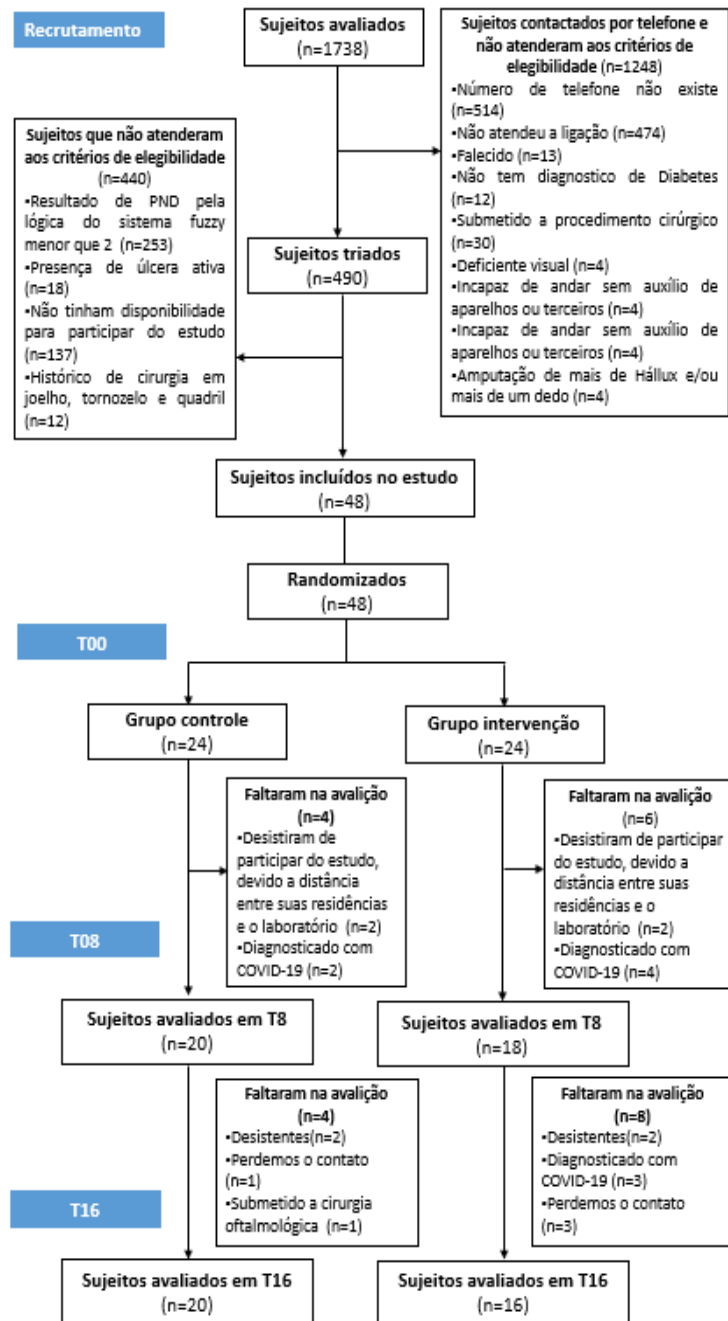 Recrutamento
Sujeitos avaliados
(n=1738)
Sujeitos contactados por telefone e
não atenderam aos critérios de
elegibilidade (n=1248)
•Número de telefone não existe
(n=514)
•Não atendeu a ligação (n=474)
•Falecido (n=13)
•Não tem diagnostico de Diabetes
(n=12)
•Submetido a procedimento cirúrgico
(n=30)
•Deficiente visual (n=4)
•Incapaz de andar sem auxílio de
aparelhos ou terceiros (n=4)
•Incapaz de andar sem auxílio de
aparelhos ou terceiros (n=4)
•Amputação de mais de Hállux e/ou
mais de um dedo (n=4)
Sujeitos que não atenderam
aos critérios de elegibilidade
(n=440)
•Resultado de PND pela
lógica do sistema fuzzy
menor que 2 (n=253)
•Presença de úlcera ativa
(n=18)
•Não tinham disponibilidade
para participar do estudo
(n=137)
•Histórico de cirurgia em
joelho, tornozelo e quadril
(n=12)
Sujeitos triados
(n=490)
Sujeitos incluídos no estudo
(n=48)
Randomizados
(n=48)
T00
Grupo controle
(n=24)
Grupo intervenção
(n=24)
Faltaram na avalição
(n=4)
•Desistiram de
participar do estudo,
devido a distância
entre suas residências
e o laboratório (n=2)
•Diagnosticado com
COVID-19 (n=2)
Faltaram na avalição
(n=6)
•Desistiram de participar
do estudo, devido a
distância entre suas
residências e o
laboratório (n=2)
•Diagnosticado com
COVID-19 (n=4)
T08
Sujeitos avaliados em T8
(n=20)
Sujeitos avaliados em T8
(n=18)
Faltaram na avalição
(n=4)
•Desistentes(n=2)
•Perdemos o contato
(n=1)
•Submetido a cirurgia
oftalmológica (n=1)
Faltaram na avalição
(n=8)
•Desistentes(n=2)
•Diagnosticado com
COVID-19 (n=3)
•Perdemos o contato
(n=3)
T16
Sujeitos avaliados em T16
(n=20)
Sujeitos avaliados em T16
(n=16)